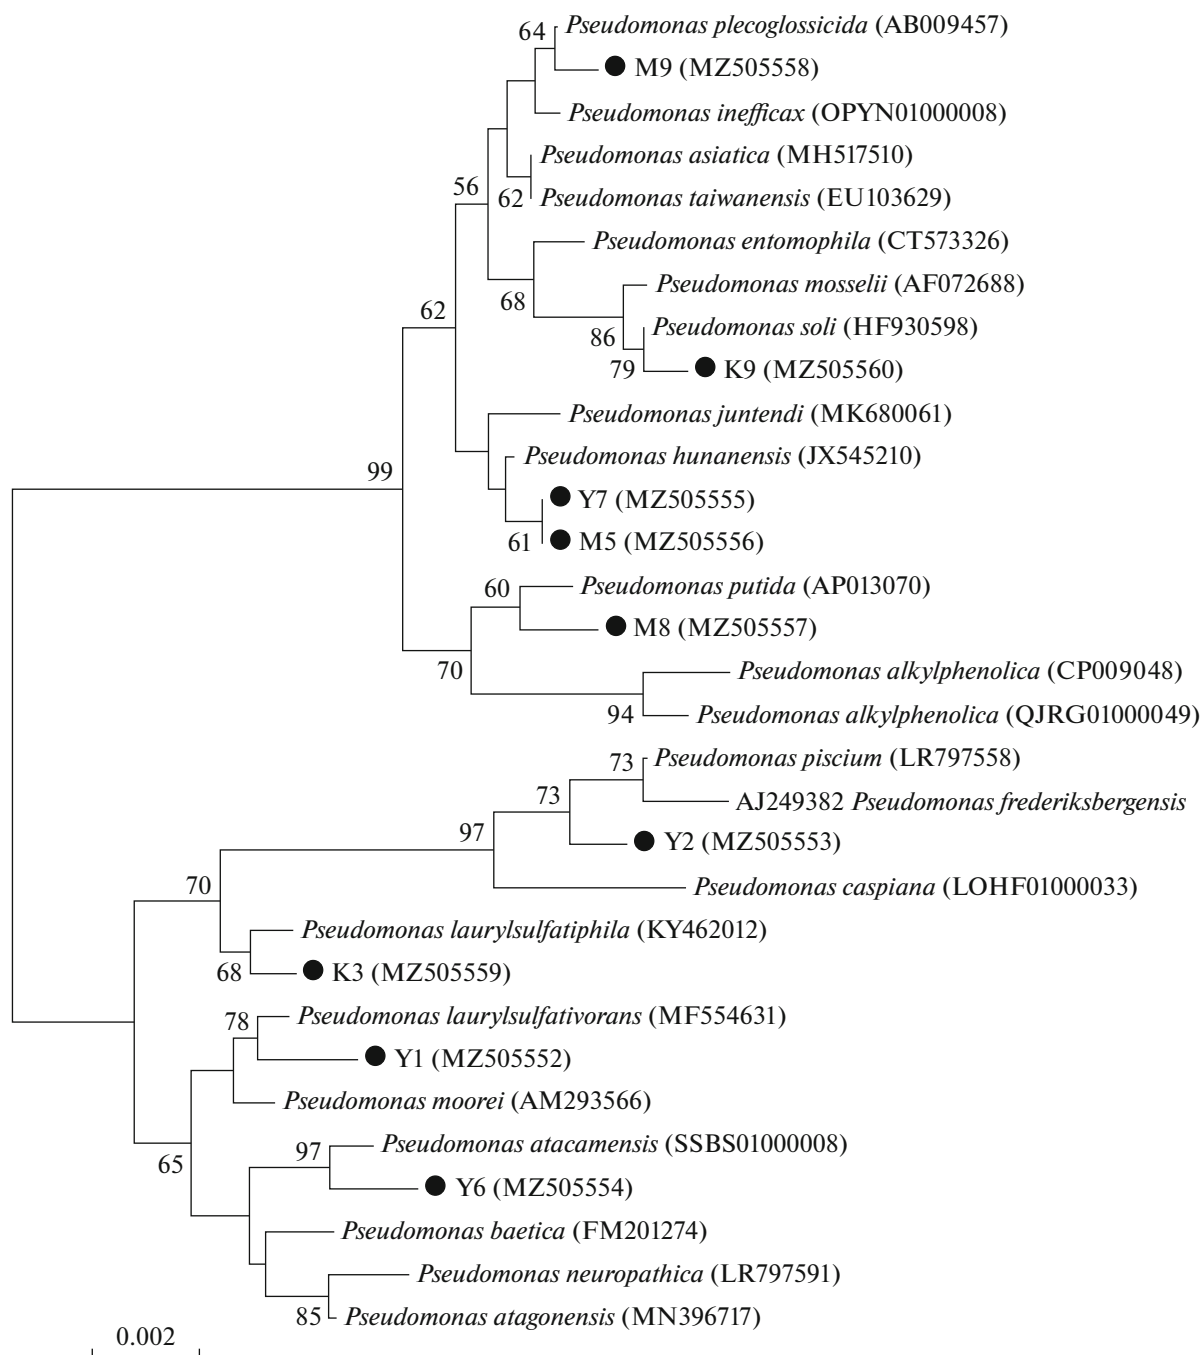 64 Pseudomonas plecoglossicida (AB009457)
M9 (MZ505558)
Pseudomonas inefficax (OPYN01000008)
Pseudomonas asiatica (MH517510)
56
62 Pseudomonas taiwanensis (EU103629)
Pseudomonas entomophila (CT573326)
Pseudomonas mosselii (AF072688)
68
62
Pseudomonas soli (HF930598)
86
79
K9 (MZ505560)
Pseudomonas juntendi (MK680061)
Pseudomonas hunanensis (JX545210)
99
Y7 (MZ505555)
61
M5 (MZ505556)
60
Pseudomonas putida (AP013070)
M8 (MZ505557)
70
Pseudomonas alkylphenolica (CP009048)
94
Pseudomonas alkylphenolica (QJRG01000049)
73 Pseudomonas piscium (LR797558)
73
AJ249382 Pseudomonas frederiksbergensis
97
Y2 (MZ505553)
70
Pseudomonas caspiana (LOHF01000033)
Pseudomonas laurylsulfatiphila (KY462012)
68
K3 (MZ505559)
78
Pseudomonas laurylsulfativorans (MF554631)
Y1 (MZ505552)
Pseudomonas moorei (AM293566)
97
Pseudomonas atacamensis (SSBS01000008)
65
Y6 (MZ505554)
Pseudomonas baetica (FM201274)
Pseudomonas neuropathica (LR797591)
85 Pseudomonas atagonensis (MN396717)
0.002